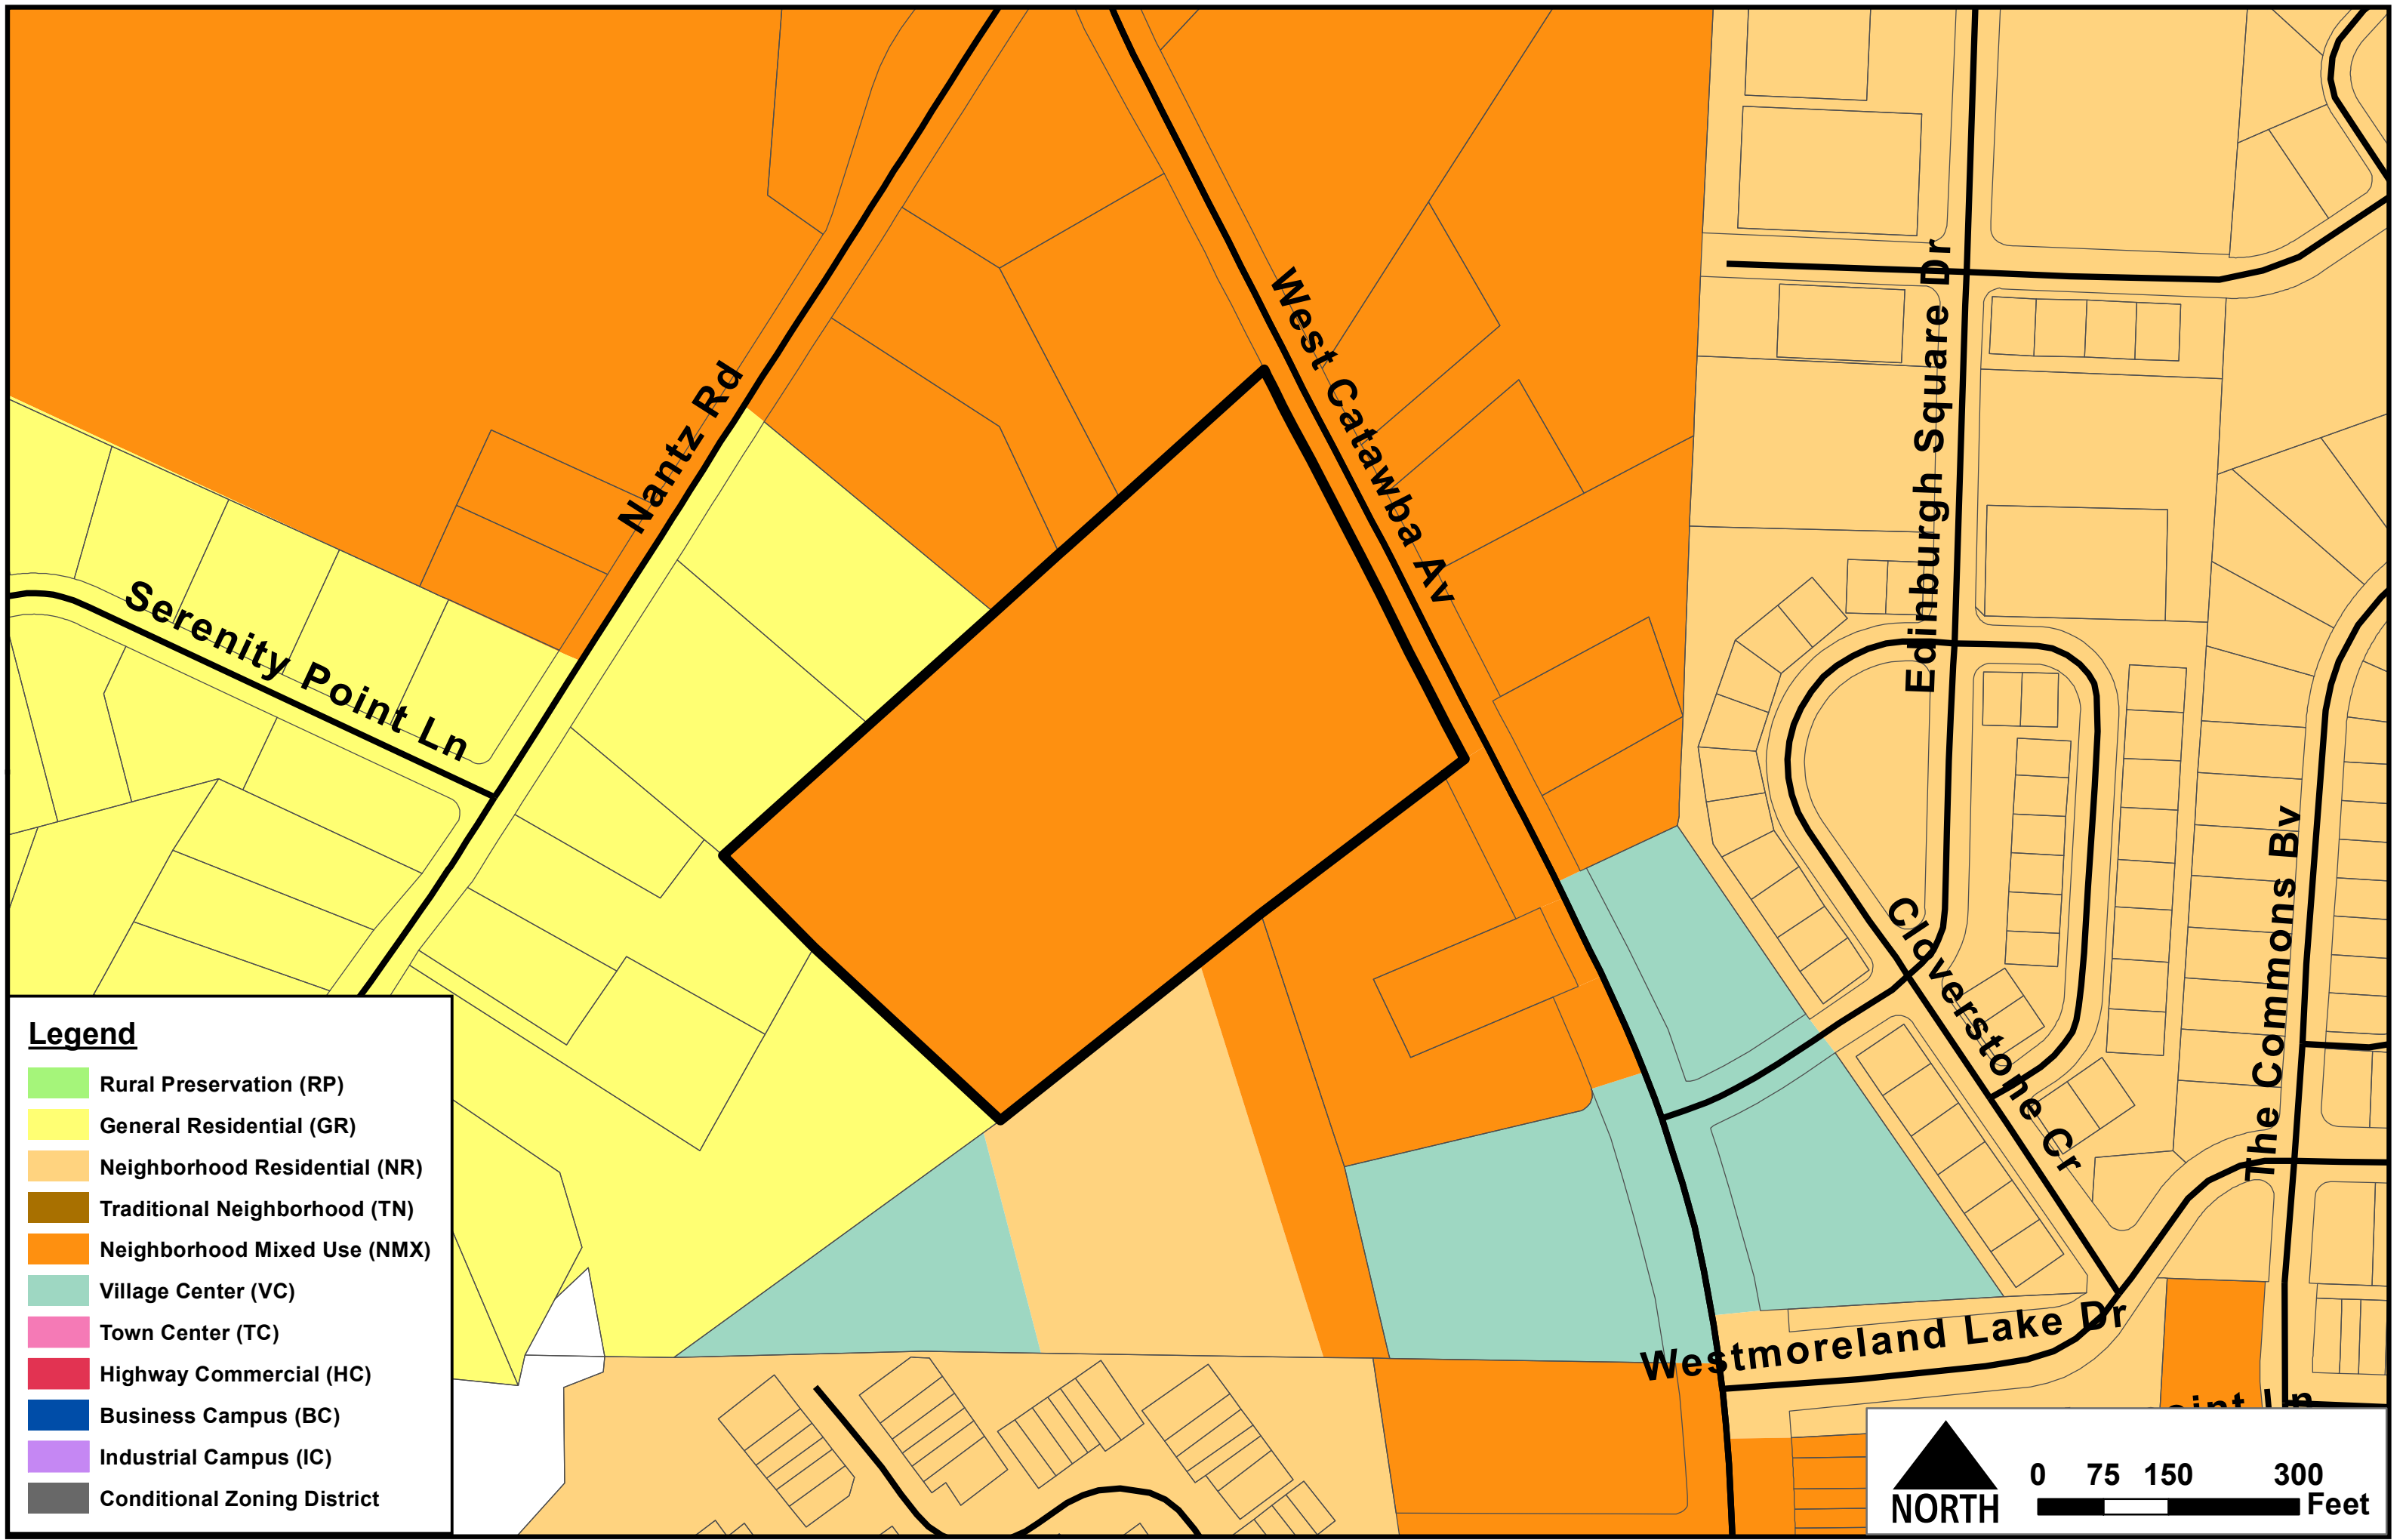 Nantz Rd
West Catawba Av
Edinburgh Square Dr
Serenity Point Ln
Cloverstone Cr
The Commons Bv
Westmoreland Lake Dr
Legend
Rural Preservation (RP)
General Residential (GR)
Neighborhood Residential (NR)
Traditional Neighborhood (TN)
Neighborhood Mixed Use (NMX)
Village Center (VC)
Town Center (TC)
Highway Commercial (HC)
Business Campus (BC)
Industrial Campus (IC)
Conditional Zoning District
Ln
NORTH
0 75 150 300
Feet